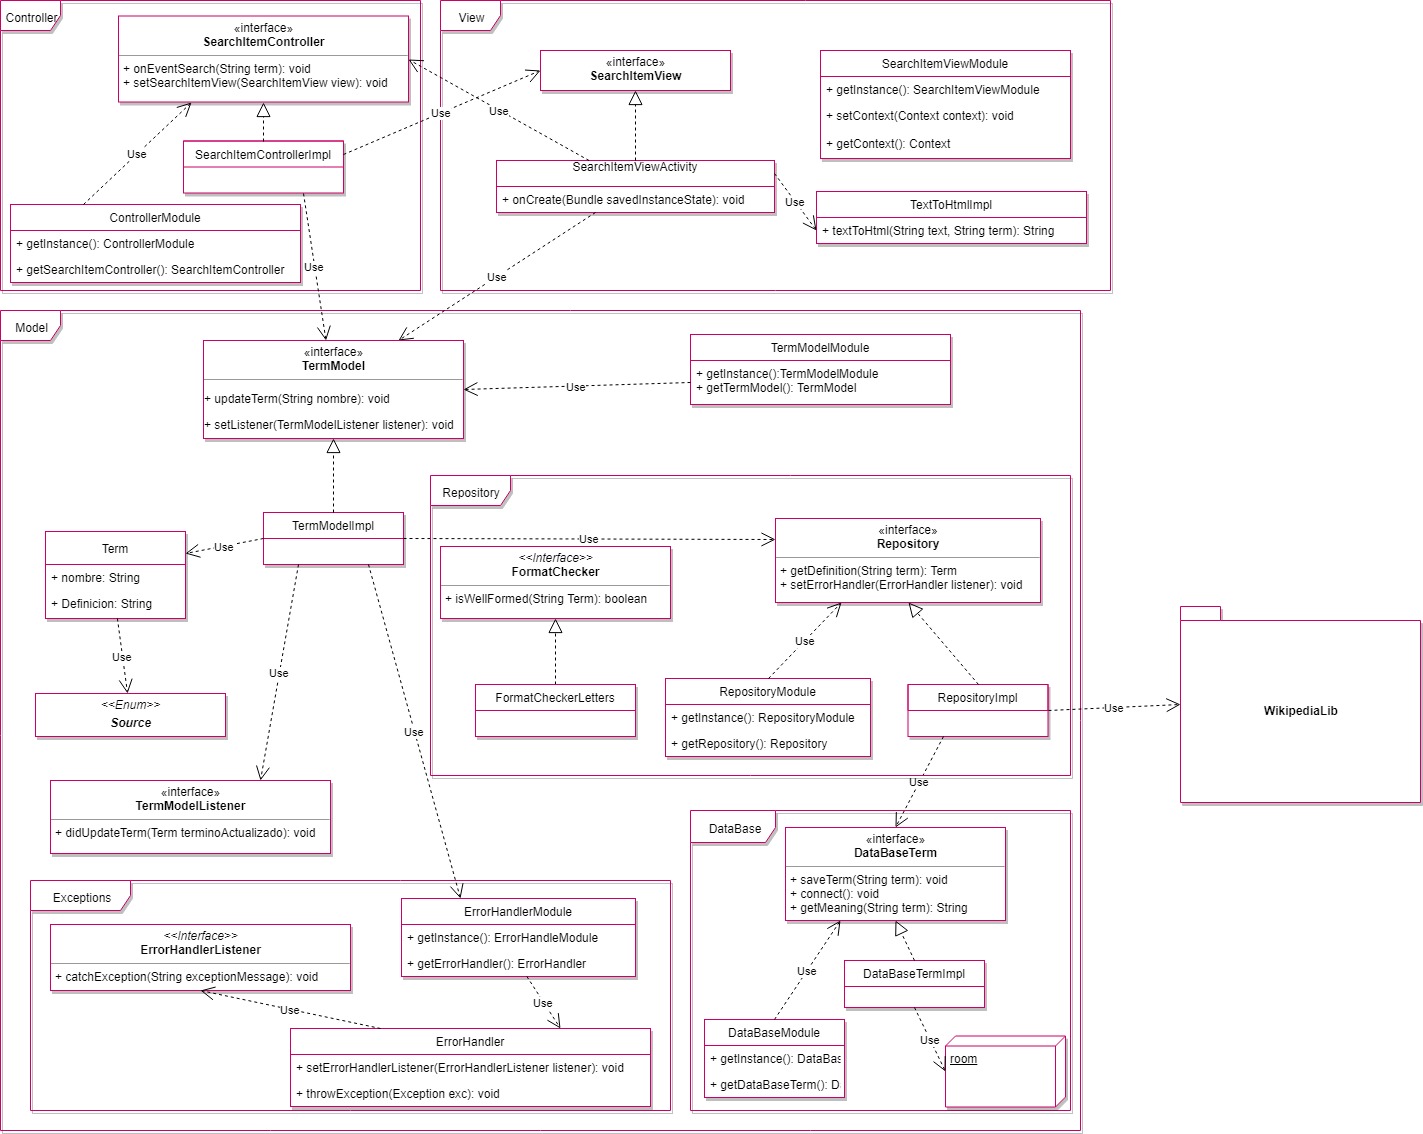 Controller
«interface»
SearchItemController
+ onEventSearch(String term): void
+ setSearchItemView(SearchItemView view): void
Use
SearchItemControllerImpl
Use
ControllerModule
+ getInstance(): ControllerModule
+ getSearchItemController: SearchItemController
Use
View
«interface»
SearchItemView
Use
SearchItemViewModule
+ getInstance(): SearchItemViewModule
+ setContext(Context context): void
+ getContext(): Context
SearchItemViewActivity
+ onCreate(Bundle savedInstanceState): void
Use
TextToHtmlImpl
+ textToHtml(String text, String term): String
Use
Model
«interface»
TermModel
+ updateTerm(String nombre): void
+ setListener(TermModelListener listener): void
Use
TermModelModule
+ getInstance():TermModelModule
+ getTermModel(): TermModel
TermModelImpl
Use
Use
Term
+ nombre: String
+ Definicion: String
Use
<<Enum>>
Source
Use
Use
«interface»
TermModelListener
+ didUpdateTerm(Term terminoActualizado): void
Repository
<<Interface>>
FormatChecker
+ isWellFormed(String Term): boolean
FormatCheckerLetters
«interface»
Repository
+ getDefinition(String term): Term
+ setErrorHandler(ErrorHandler listener): void
Use
RepositoryModule
+ getInstance(): RepositoryModule
+ getRepository(): Repository
RepositoryImpl
Use
WikipediaLib
Use
DataBase
«interface»
DataBaseTerm
+ saveTerm(String term): void
+ connect(): void
+ getMeaning(String term): String
Use
DataBaseTermImpl
DataBaseModule
+ getInstance(): DataBas
+ getDataBaseTerm(): D
Use
room
Exceptions
<<Interface>>
ErrorHandlerListener
+ catchException(String exceptionMessage): void
Use
ErrorHandlerModule
+ getInstance(): ErrorHandleModule
+ getErrorHandler(): ErrorHandler
Use
ErrorHandler
+ setErrorHandlerListener(ErrorHandlerListener listener): void
+ throwException(Exception exc): void